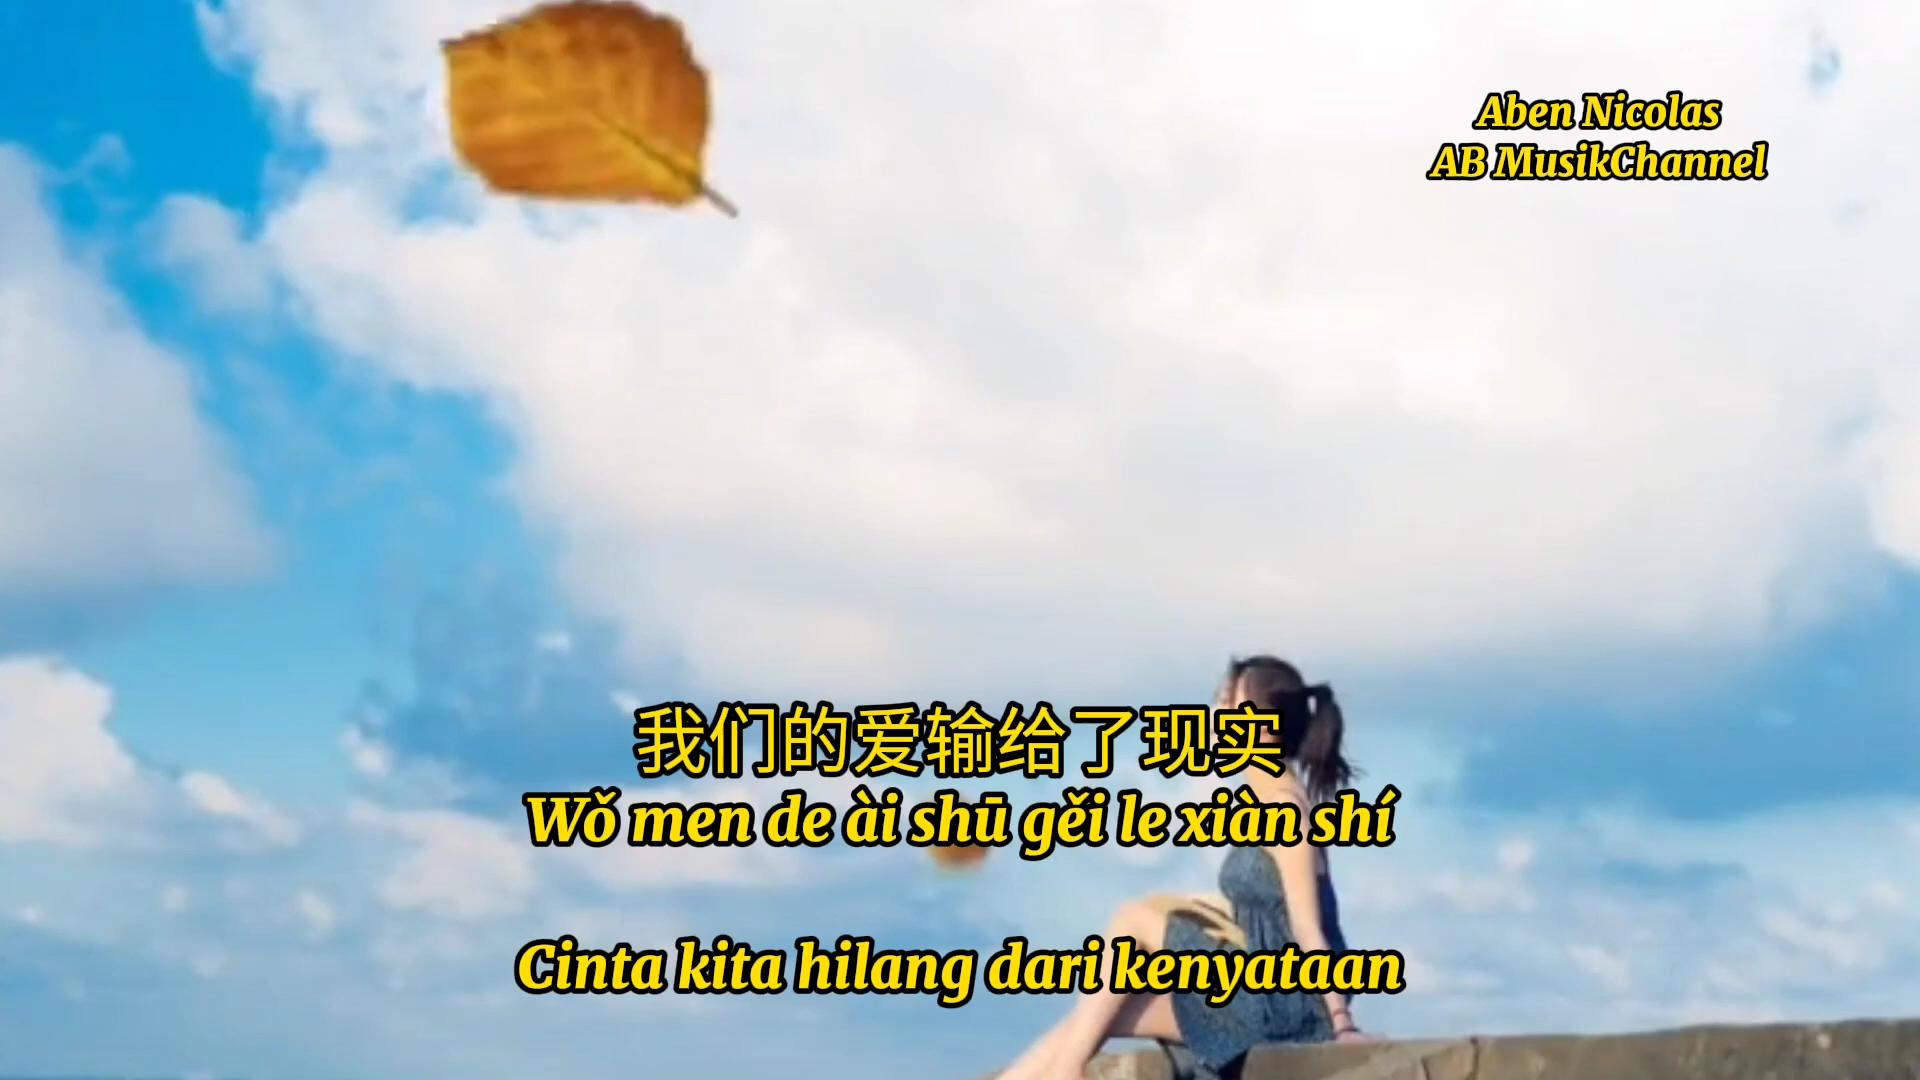 Aben Nicolas
AB MusikChannel
我们的爱输给了现实
Wǒ men de ài shū gěi le xiàn shí
Cinta kita hilang dari kenyataan